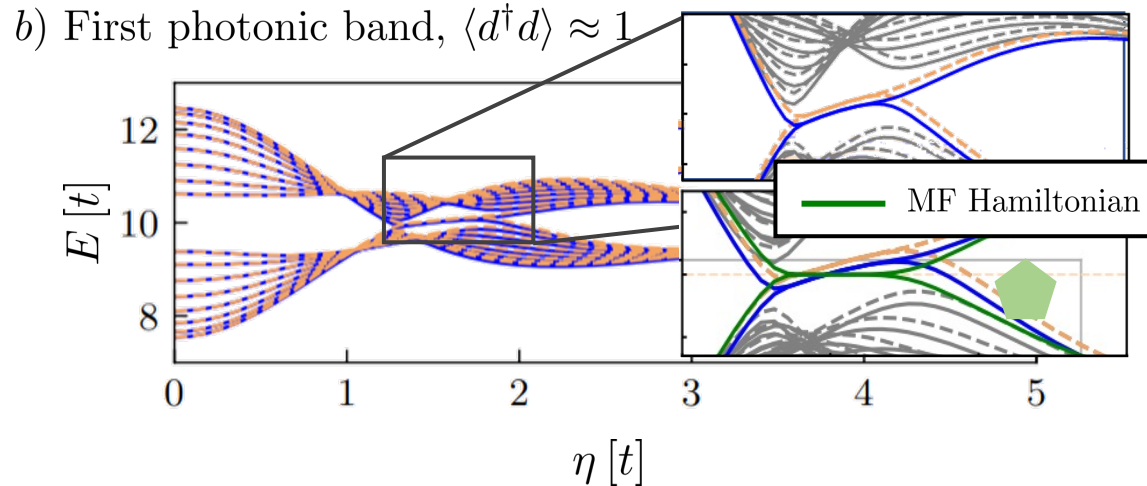 b) First photonic band, ⟨d†d⟩ ≈ 1
12
10
8
E [t]
MF Hamiltonian
0 1 2 3 4 5
η [t]